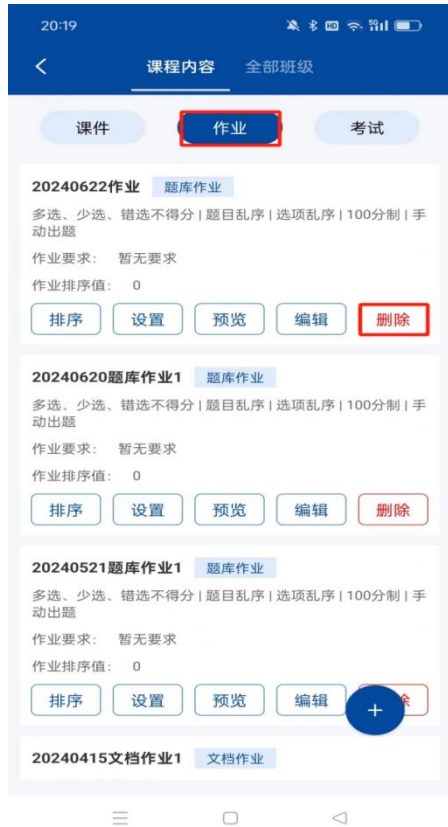 20:19
课程内容 全部班级
课件 作业 考试
20240622作业 题库作业
多选、少选、错选不得分 | 题目乱序 | 选项乱序 | 100分制 | 手
动出题
作业要求: 暂无要求
作业排序值: 0
排序 设置 预览 编辑 删除
20240620题库作业1 题库作业
多选、少选、错选不得分 | 题目乱序 | 选项乱序 | 100分制 | 手
动出题
作业要求: 暂无要求
作业排序值: 0
排序 设置 预览 编辑 删除
20240521题库作业1 题库作业
多选、少选、错选不得分 | 题目乱序 | 选项乱序 | 100分制 | 手
动出题
作业要求: 暂无要求
作业排序值: 0
排序 设置 预览 编辑
20240415文档作业1 文档作业